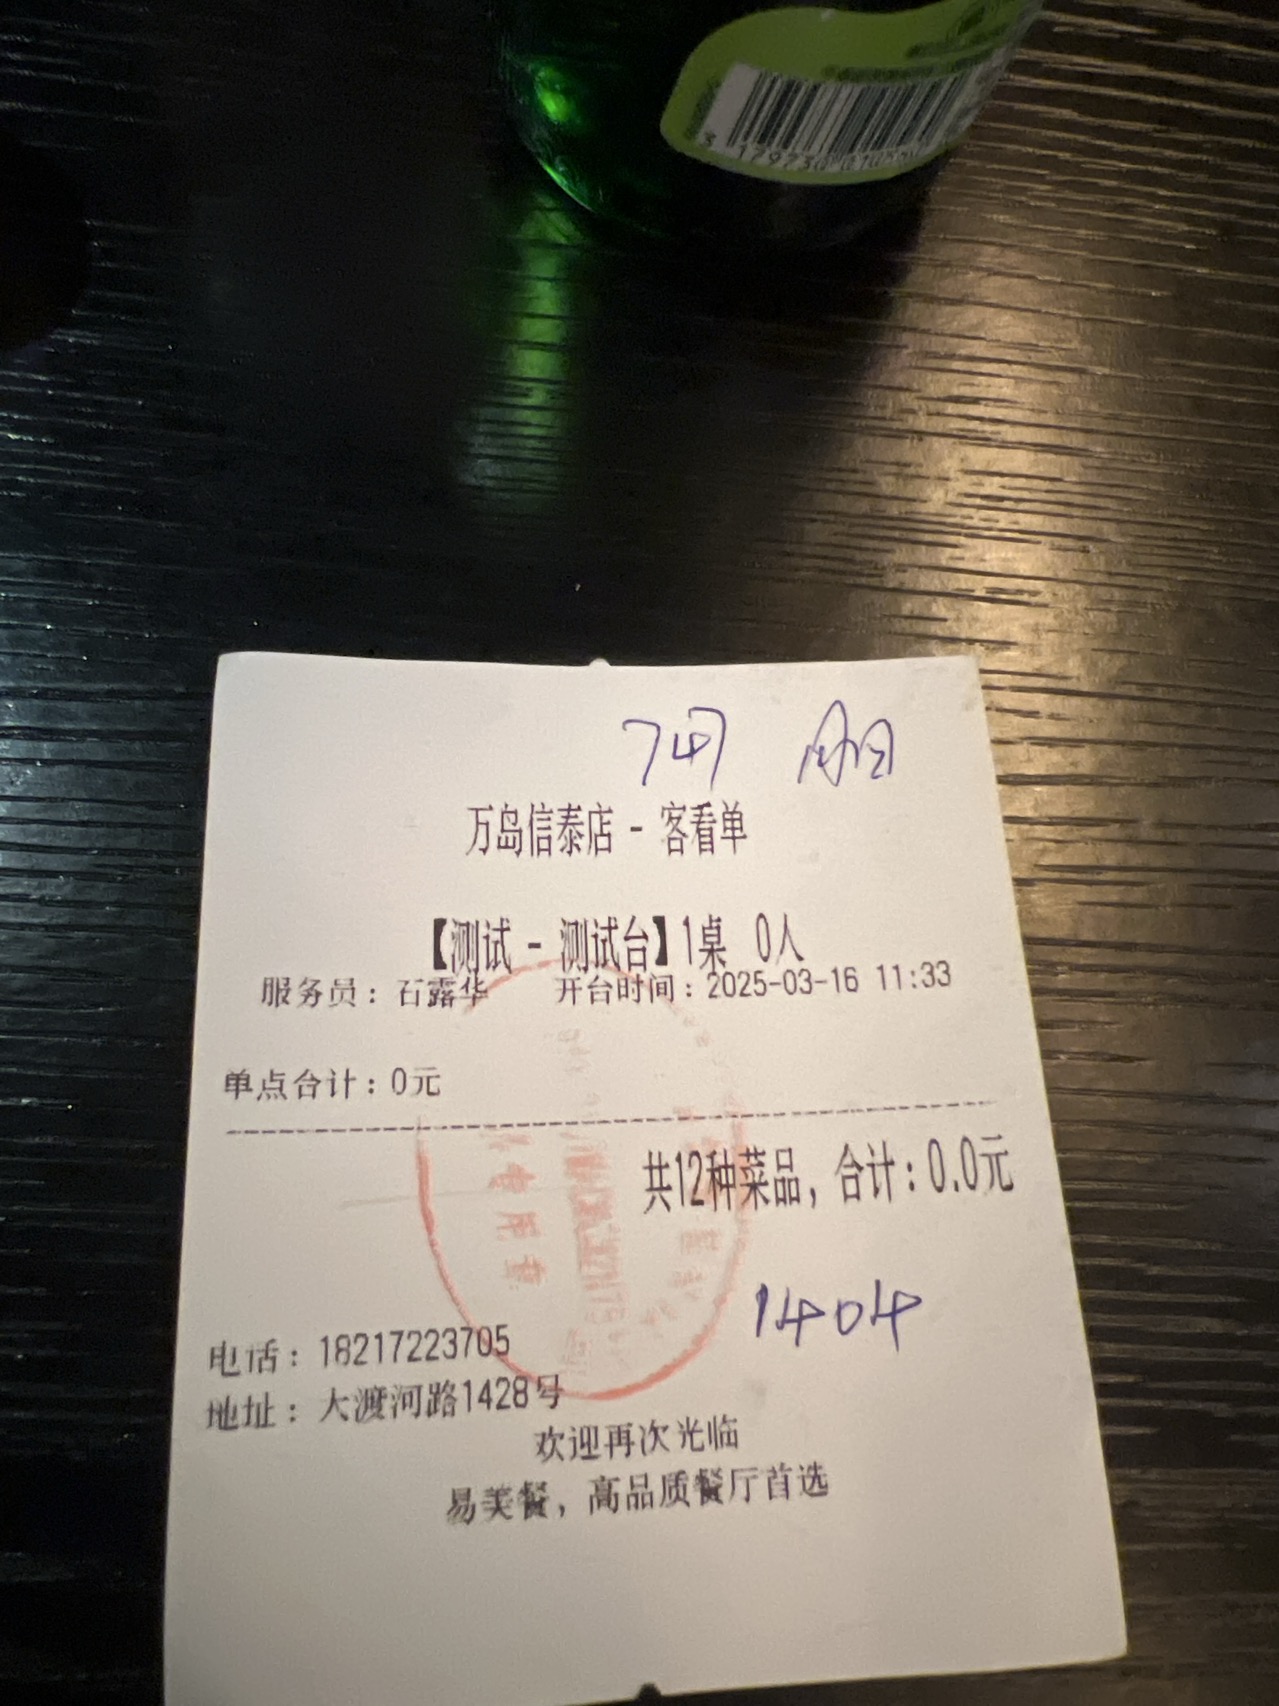 万岛信泰店 - 客看单
【测试 - 测试台】1桌 0人
服务员：石露华 开台时间：2025-03-16 11:33
单点合计：0元
共12种菜品，合计：0.0元
1404
电话：18217223705
地址：大渡河路1428号
欢迎再次光临
易美餐，高品质餐厅首选